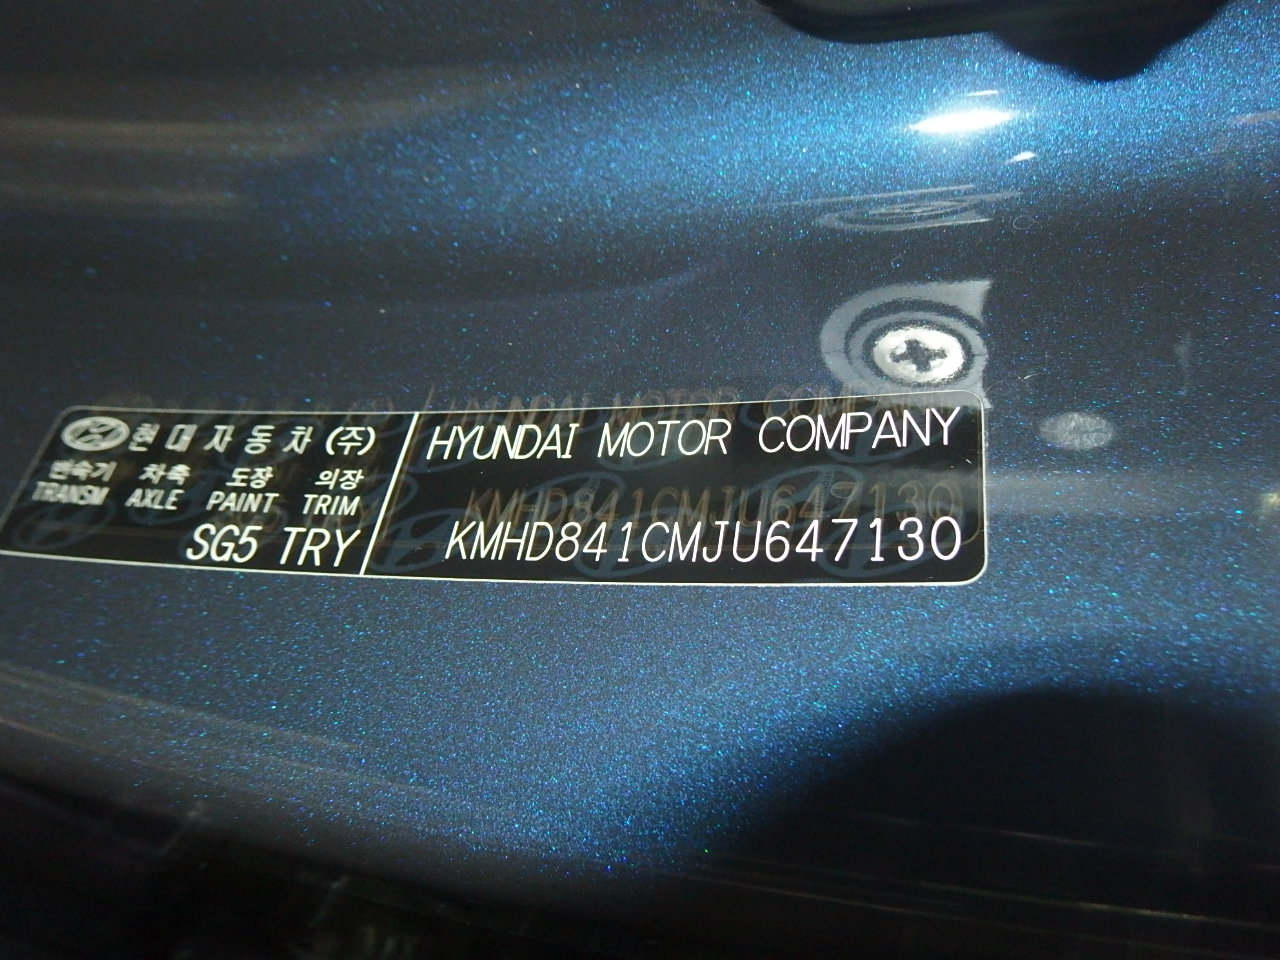 현대자동차(주)
변속기 차축 도장 의장
TRANSM AXLE PAINT TRIM
SG5 TRY
HYUNDAI MOTOR COMPANY
KMHD841CMJU647130